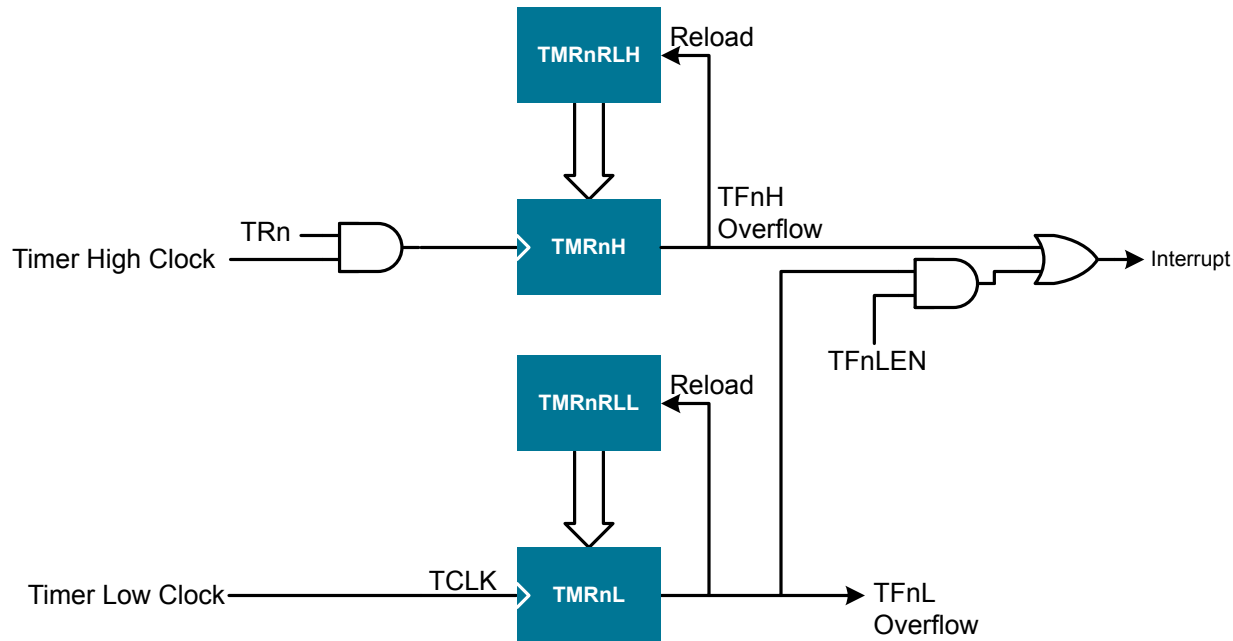 Reload
TMRnRLH
TFnH
Overflow
TRn
TMRnH
Timer High Clock
Interrupt
TFnLEN
Reload
TMRnRLL
TCLK
TMRnL
Timer Low Clock
TFnL
Overflow